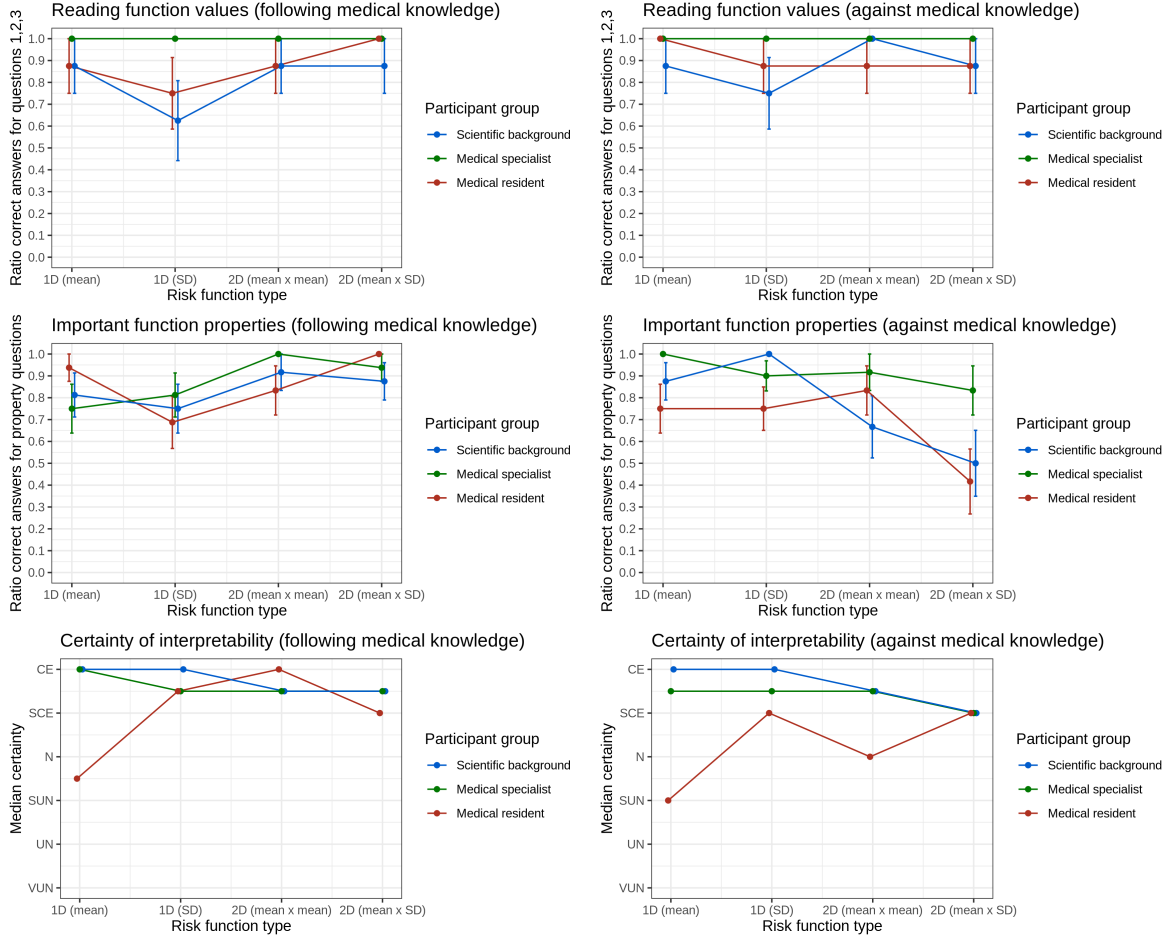 Reading function values (following medical knowledge)
Ratio correct answers for questions 1,2,3
1.0
0.9
0.8
0.7
0.6
0.5
0.4
0.3
0.2
0.1
0.0
1D (mean) 1D (SD) 2D (mean x mean) 2D (mean x SD)
Risk function type
Participant group
Scientific background
Medical specialist
Medical resident
Reading function values (against medical knowledge)
Ratio correct answers for questions 1,2,3
1.0
0.9
0.8
0.7
0.6
0.5
0.4
0.3
0.2
0.1
0.0
1D (mean) 1D (SD) 2D (mean x mean) 2D (mean x SD)
Risk function type
Participant group
Scientific background
Medical specialist
Medical resident
Important function properties (following medical knowledge)
Ratio correct answers for property questions
1.0
0.9
0.8
0.7
0.6
0.5
0.4
0.3
0.2
0.1
0.0
1D (mean) 1D (SD) 2D (mean x mean) 2D (mean x SD)
Risk function type
Participant group
Scientific background
Medical specialist
Medical resident
Important function properties (against medical knowledge)
Ratio correct answers for property questions
1.0
0.9
0.8
0.7
0.6
0.5
0.4
0.3
0.2
0.1
0.0
1D (mean) 1D (SD) 2D (mean x mean) 2D (mean x SD)
Risk function type
Participant group
Scientific background
Medical specialist
Medical resident
Certainty of interpretability (following medical knowledge)
Median certainty
CE
SCE
N
SUN
UN
VUN
1D (mean) 1D (SD) 2D (mean x mean) 2D (mean x SD)
Risk function type
Participant group
Scientific background
Medical specialist
Medical resident
Certainty of interpretability (against medical knowledge)
Median certainty
CE
SCE
N
SUN
UN
VUN
1D (mean) 1D (SD) 2D (mean x mean) 2D (mean x SD)
Risk function type
Participant group
Scientific background
Medical specialist
Medical resident